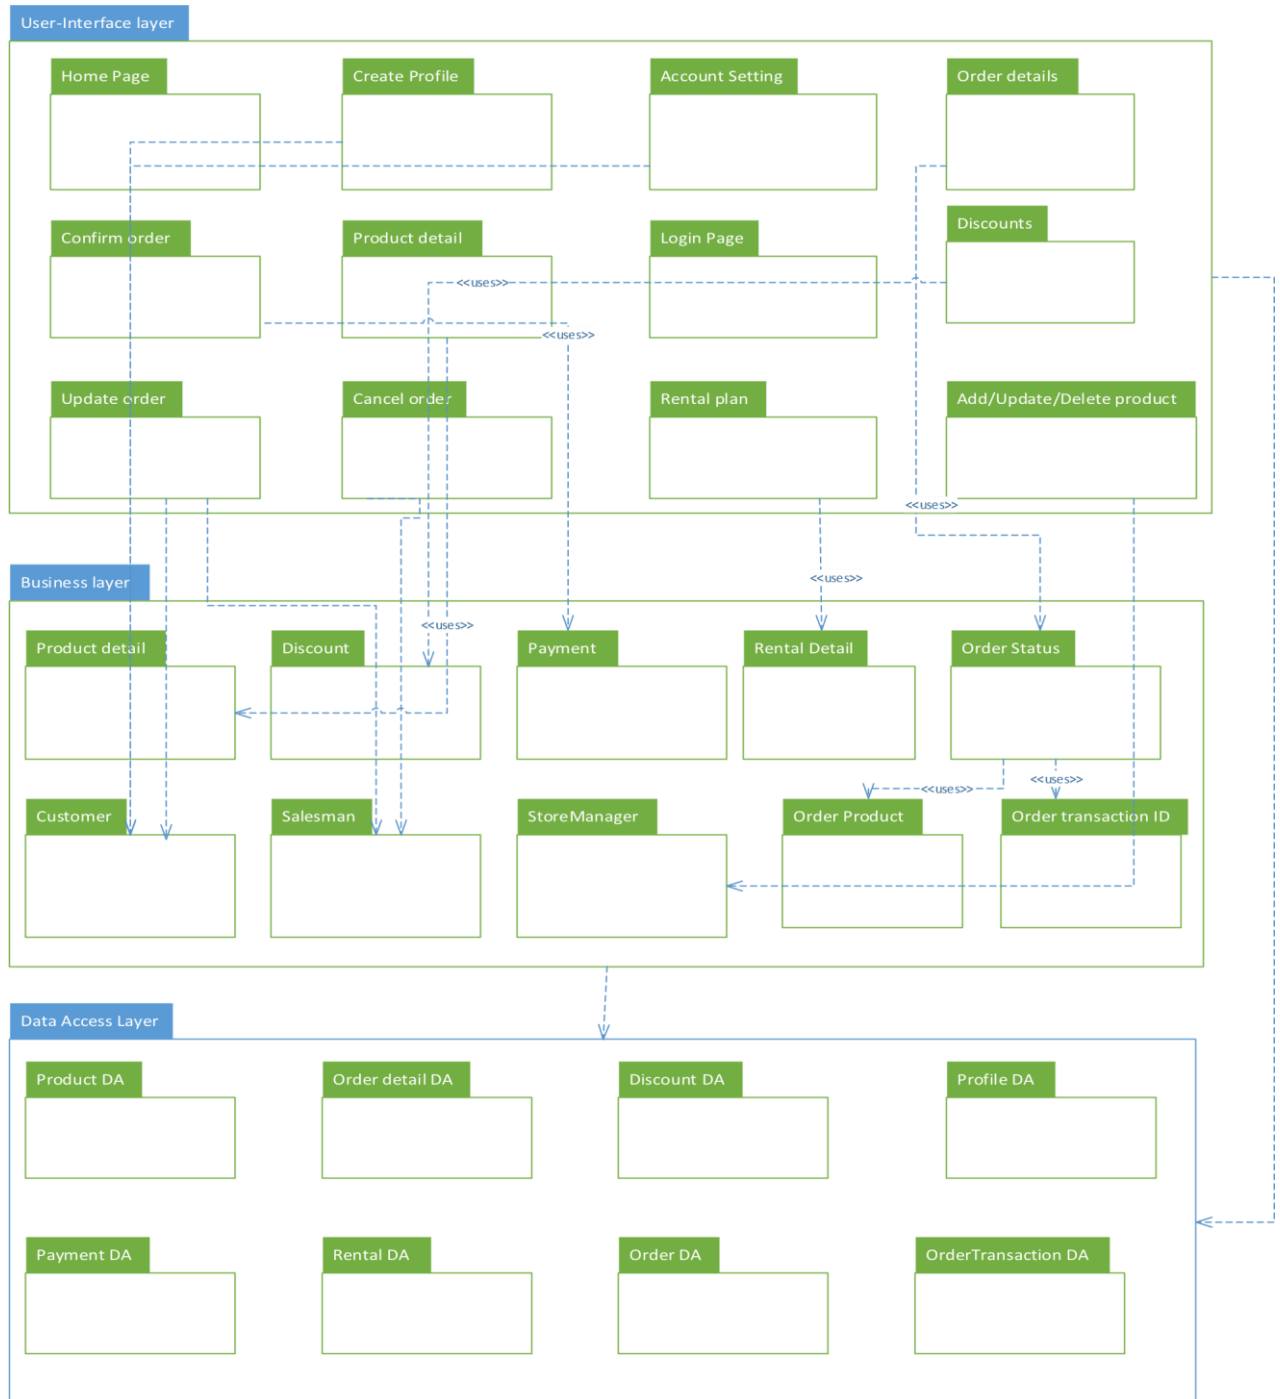 User-Interface layer
Home Page
Create Profile
Account Setting
Order details
Confirm order
Product detail
Login Page
Discounts
<<uses>>
<<uses>>
Update order
Cancel order
Rental plan
Add/Update/Delete product
<<uses>>
<<uses>>
Business layer
<<uses>>
Product detail
Discount
Payment
Rental Detail
Order Status
<<uses>>
<<uses>>
Customer
Salesman
StoreManager
Order Product
Order transaction ID
Data Access Layer
Product DA
Order detail DA
Discount DA
Profile DA
Payment DA
Rental DA
Order DA
OrderTransaction DA